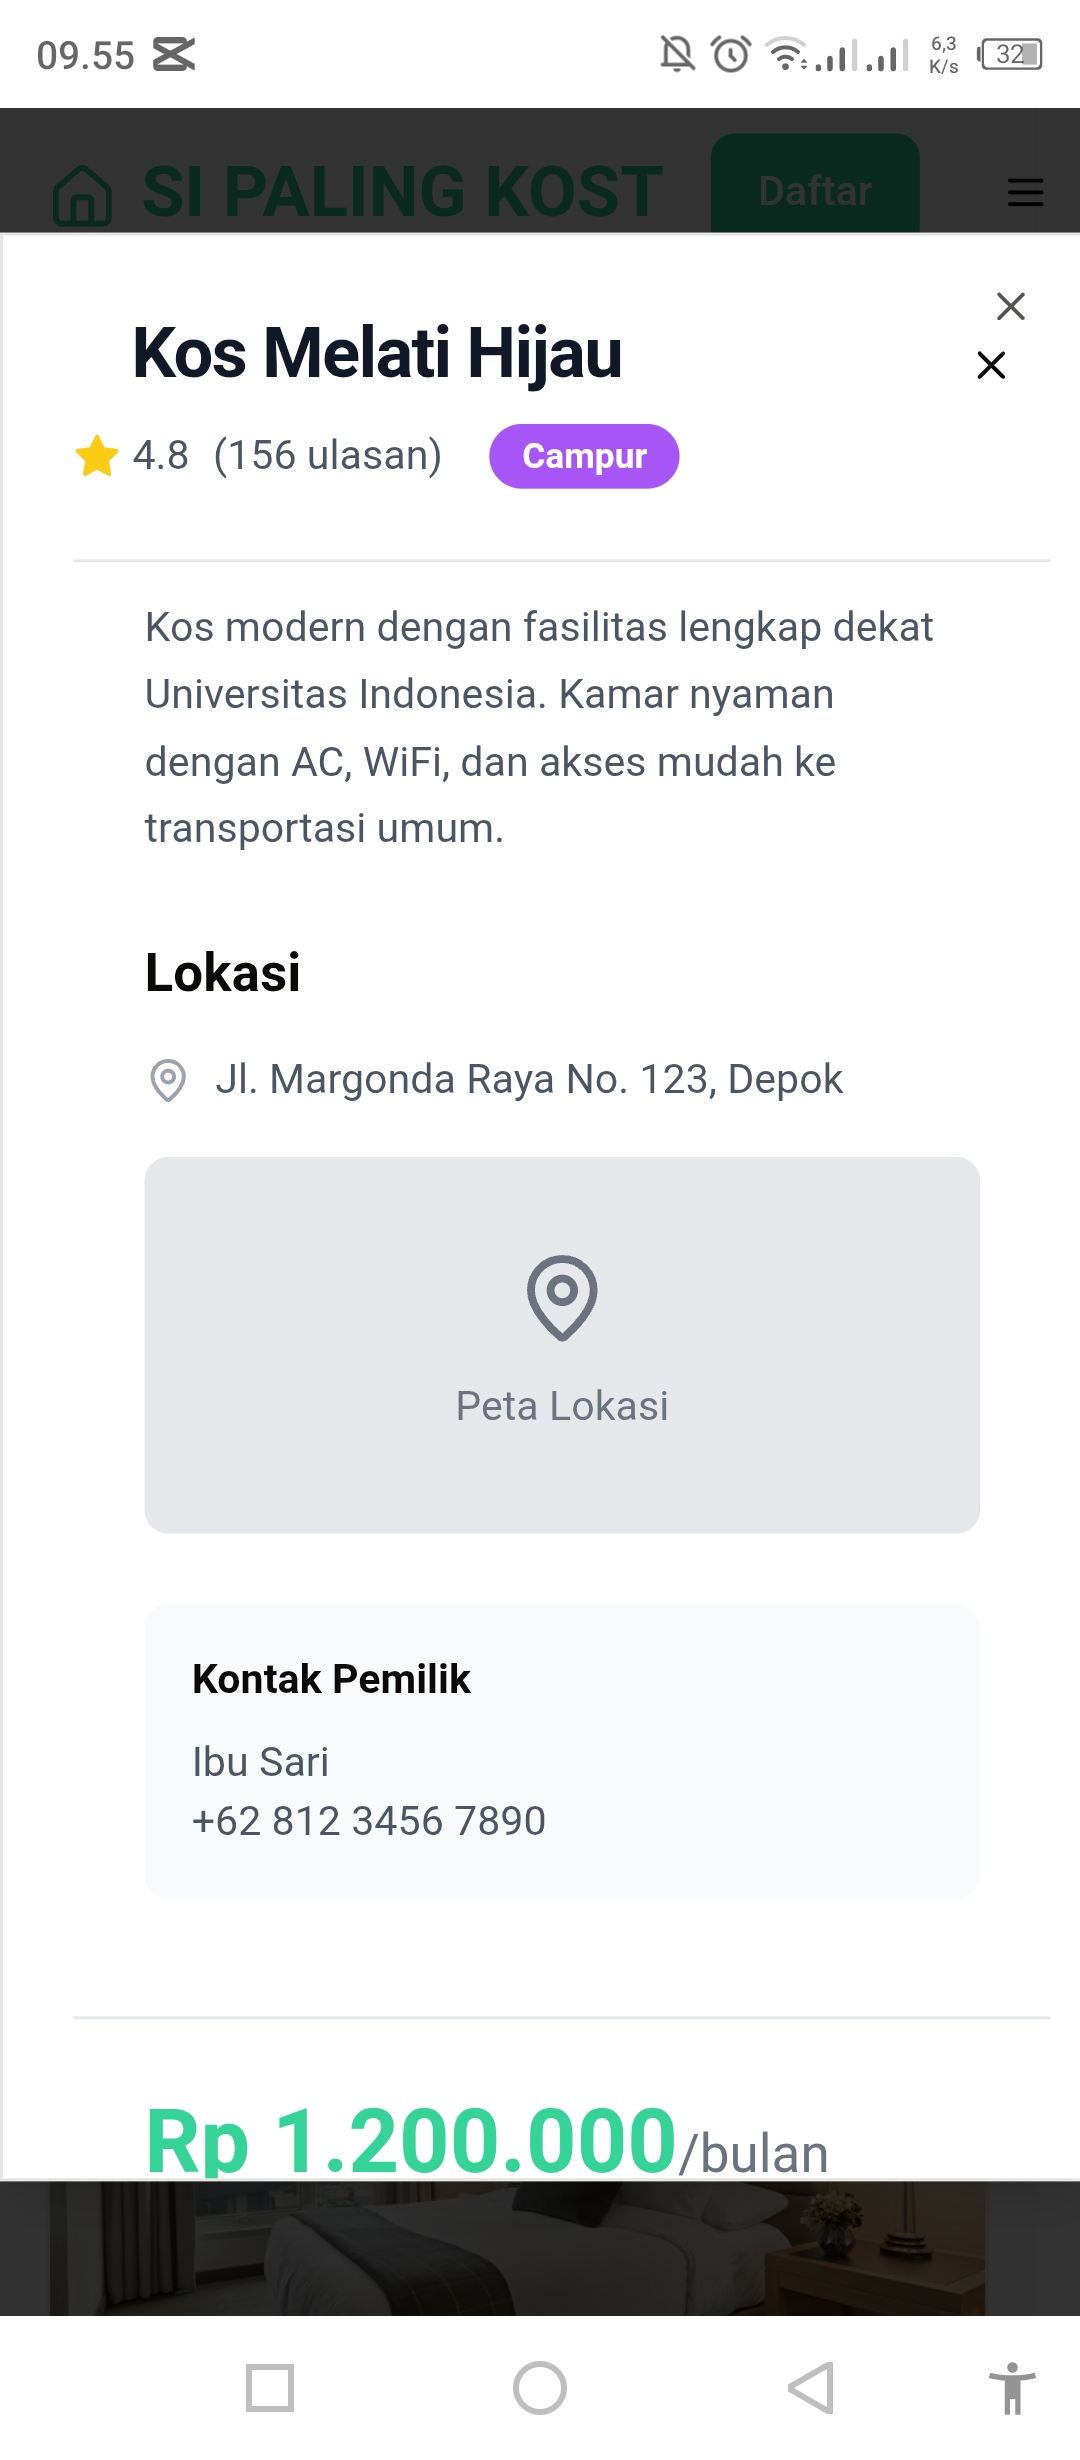 09.55
6,3
K/s
32
SI PALING KOST
Daftar
Kos Melati Hijau
4.8 (156 ulasan)
Campur
Kos modern dengan fasilitas lengkap dekat
Universitas Indonesia. Kamar nyaman
dengan AC, WiFi, dan akses mudah ke
transportasi umum.
Lokasi
Jl. Margonda Raya No. 123, Depok
Peta Lokasi
Kontak Pemilik
Ibu Sari
+62 812 3456 7890
Rp 1.200.000/bulan